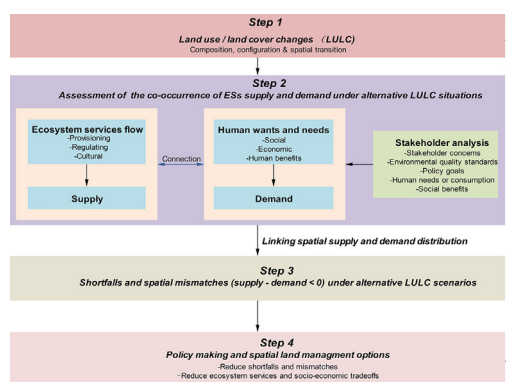 Step 1
Land use / land cover changes (LULC)
Composition, configuration & spatial transition
Step 2
Assessment of the co-occurrence of ESs supply and demand under alternative LULC situations
Ecosystem services flow
-Provisioning
-Regulating
-Cultural
Supply
Connection
Human wants and needs
-Social
-Economic
-Human benefits
Demand
Stakeholder analysis
-Stakeholder concerns
-Environmental quality standards
-Policy goals
-Human needs or consumption
-Social benefits
Linking spatial supply and demand distribution
Step 3
Shortfalls and spatial mismatches (supply - demand < 0) under alternative LULC scenarios
Step 4
Policy making and spatial land managment options
-Reduce shortfalls and mismatches
-Reduce ecosystem services and socio-economic tradeoffs